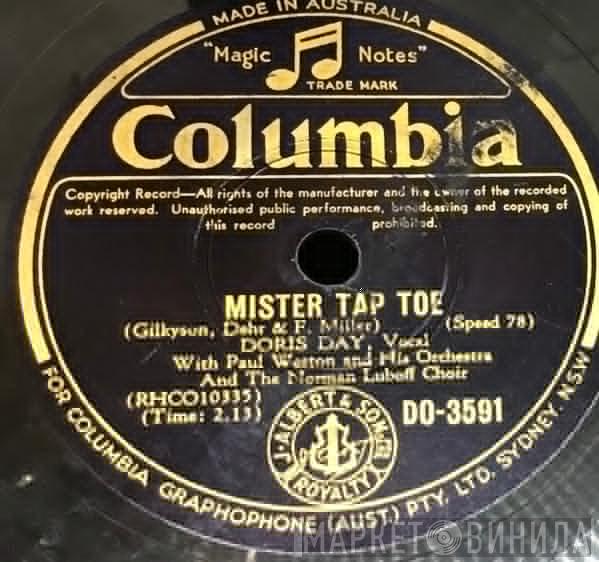 MADE IN AUSTRALIA
"Magic Notes"
TRADE MARK
Columbia
Copyright Record—All rights of the manufacturer and the owner of the recorded
work reserved. Unauthorised public performance, broadcasting and copying of
this record prohibited.
MISTER TAP TOE
(Gilkyson, Dehr & F. Miller) (Speed 78)
DORIS DAY, Vocal
With Paul Weston and His Orchestra
And The Norman Luboff Choir
(RHCO10335)
(Time: 2.13)
DO-3591
J. ALBERT & SON
ROYALTY
FOR COLUMBIA GRAPHOPHONE (AUST.) PTY. LTD. SYDNEY. N.S.W
МАРКЕТ ВИНИЛА